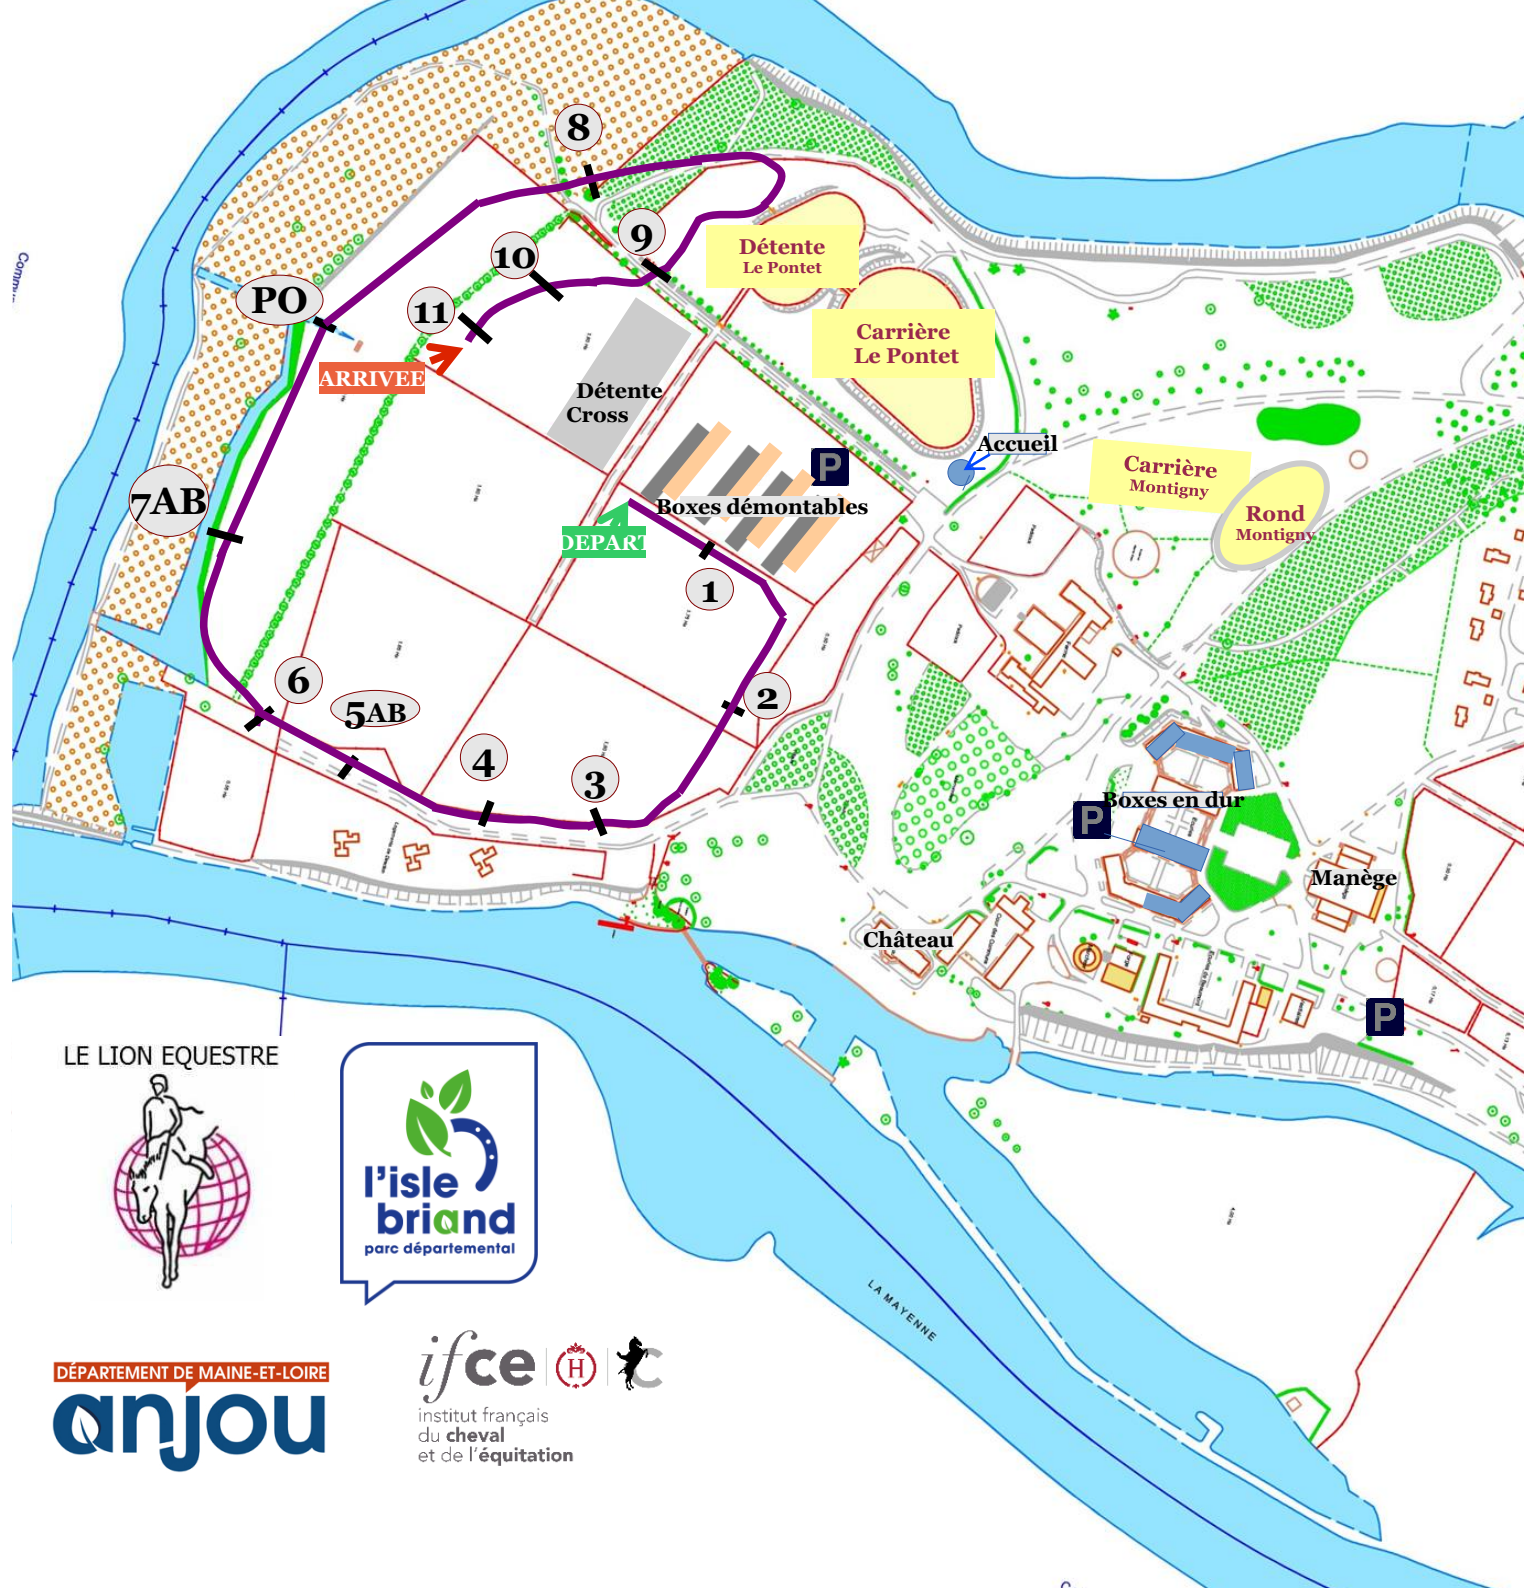 8
9
10
11
PO
ARRIVEE
Détente
Le Pontet
Carrière
Le Pontet
Détente
Cross
P
Accueil
Boxes démontables
DEPART
Carrière
Montigny
Rond
Montigny
7AB
1
2
6
5AB
4
3
Boxes en dur
P
Manège
Château
P
LE LION EQUESTRE
l'isle
briand
parc départemental
LA MAYENNE
DÉPARTEMENT DE MAINE-ET-LOIRE
anjou
ifce
H
C
institut français
du cheval
et de l'équitation